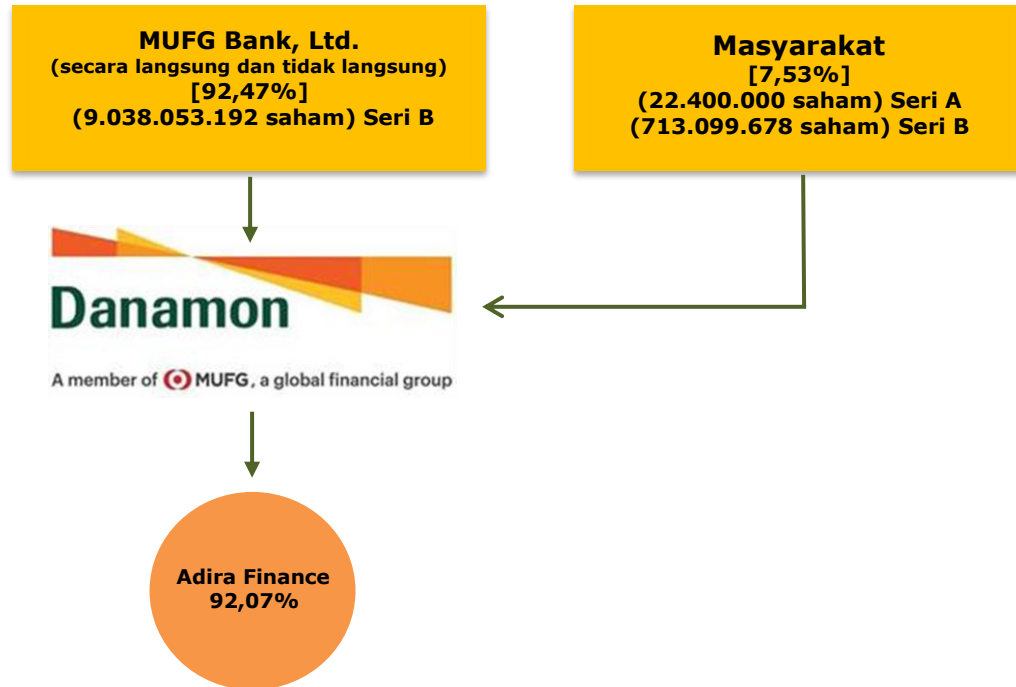 MUFG Bank, Ltd.
(secara langsung dan tidak langsung)
[92,47%]
(9.038.053.192 saham) Seri B
Masyarakat
[7,53%]
(22.400.000 saham) Seri A
(713.099.678 saham) Seri B
Danamon
A member of MUFG, a global financial group
Adira Finance
92,07%